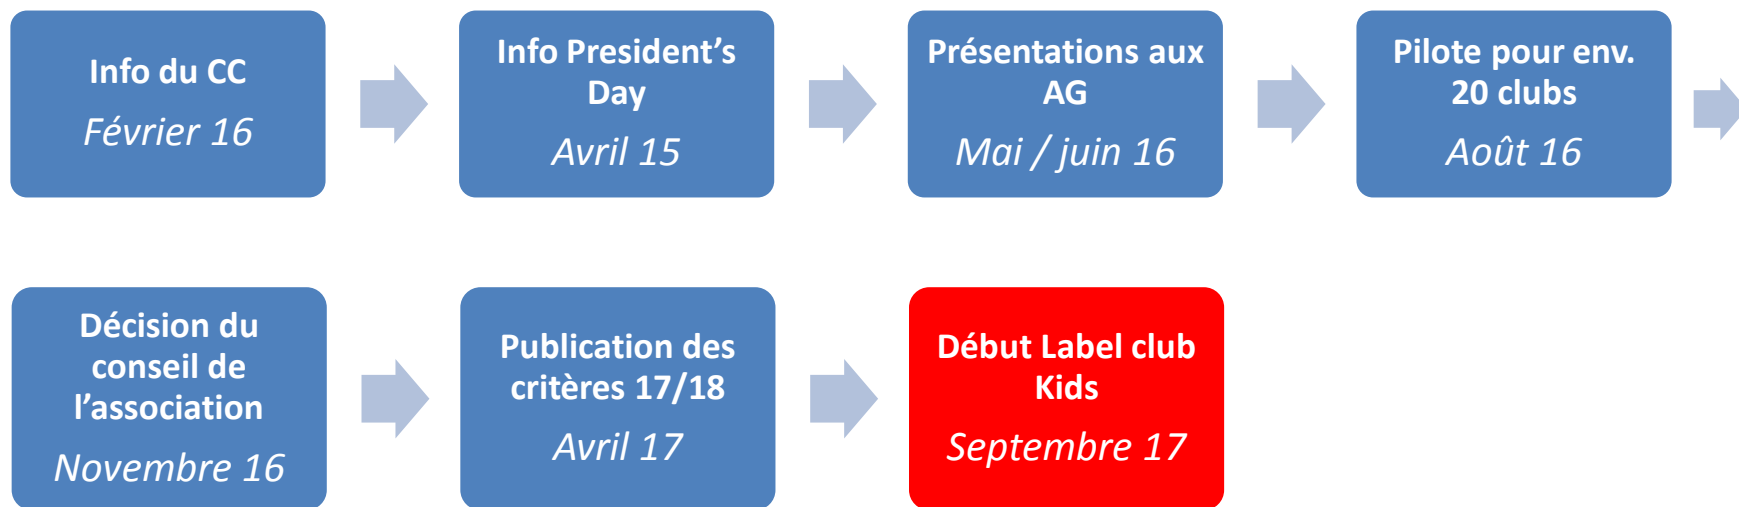 Info du CC
Février 16
Info President’s
Day
Avril 15
Présentations aux
AG
Mai / juin 16
Pilote pour env.
20 clubs
Août 16
Décision du
conseil de
l’association
Novembre 16
Publication des
critères 17/18
Avril 17
Début Label club
Kids
Septembre 17